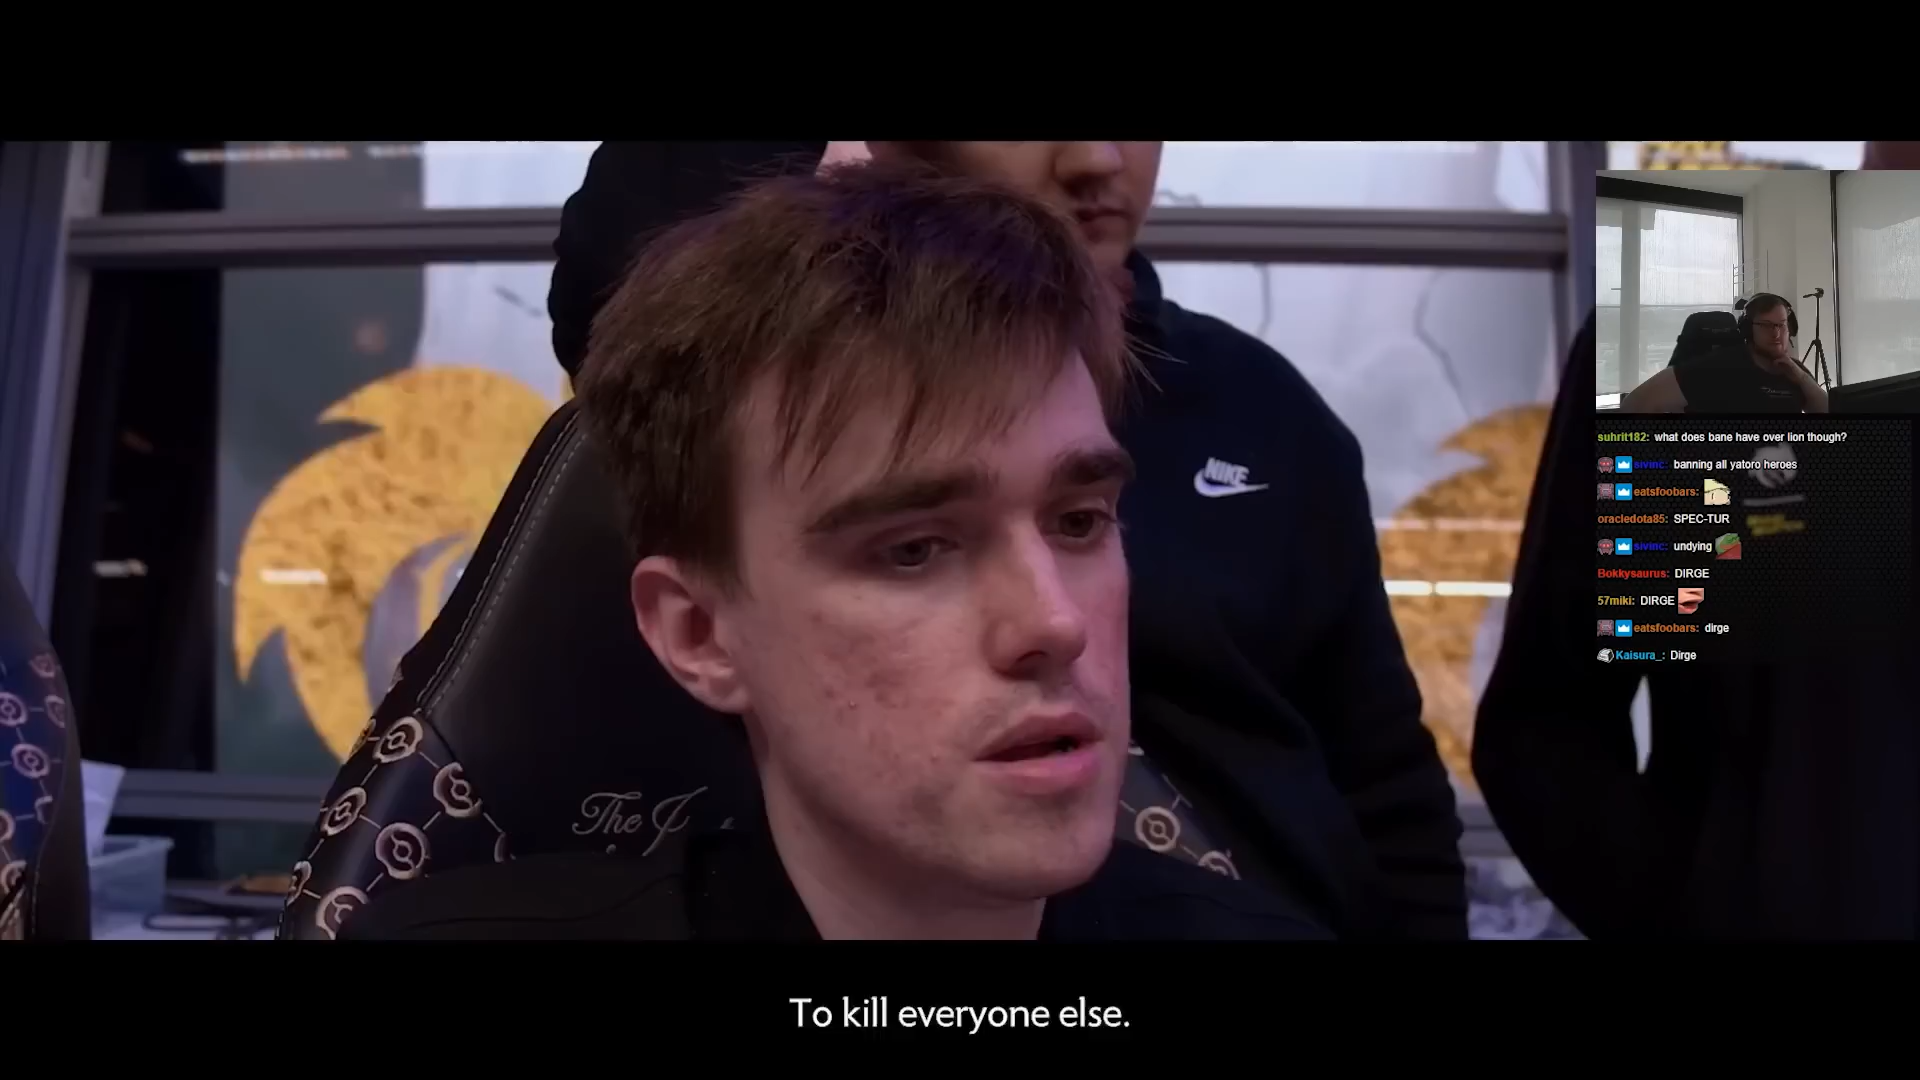 NIKE
The
suhrit182: what does bane have over lion though?
sivinc: banning all yatoro heroes
eatsfoobars:
oracledota85: SPEC-TUR
sivinc: undying
Bokkysaurus: DIRGE
57miki: DIRGE
eatsfoobars: dirge
Kaisura_: Dirge
To kill everyone else.